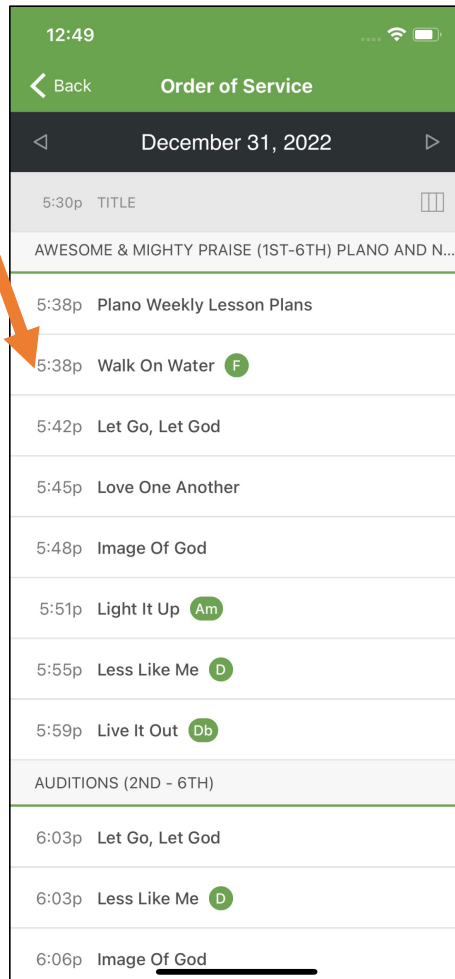 12:49
Back Order of Service
December 31, 2022
5:30p TITLE
AWESOME & MIGHTY PRAISE (1ST-6TH) PLANO AND N...
5:38p Plano Weekly Lesson Plans
5:38p Walk On Water F
5:42p Let Go, Let God
5:45p Love One Another
5:48p Image Of God
5:51p Light It Up Am
5:55p Less Like Me D
5:59p Live It Out Db
AUDITIONS (2ND - 6TH)
6:03p Let Go, Let God
6:03p Less Like Me D
6:06p Image Of God